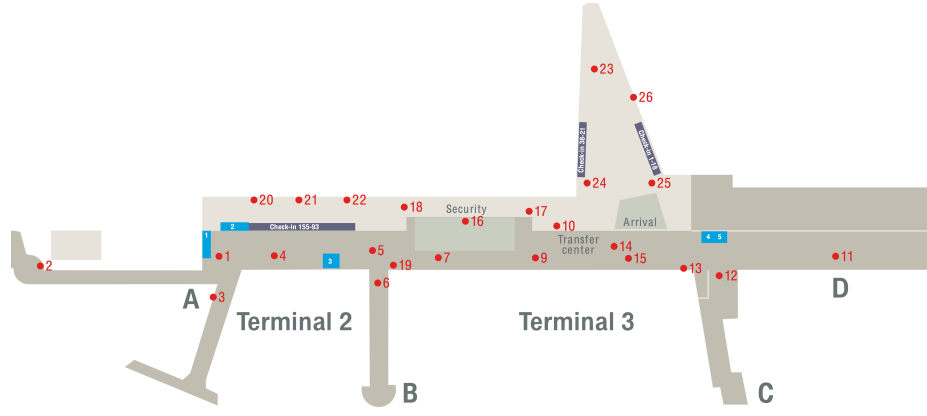 23
26
Check-in 36-21
Check-in 1-18
24
25
20
21
22
18
Security
17
16
10
Arrival
2
Check-in 155-93
1
Transfer
center
4 5
14
5
1
4
3
19
7
9
15
11
2
13
12
6
A
3
D
Terminal 2
Terminal 3
B
C